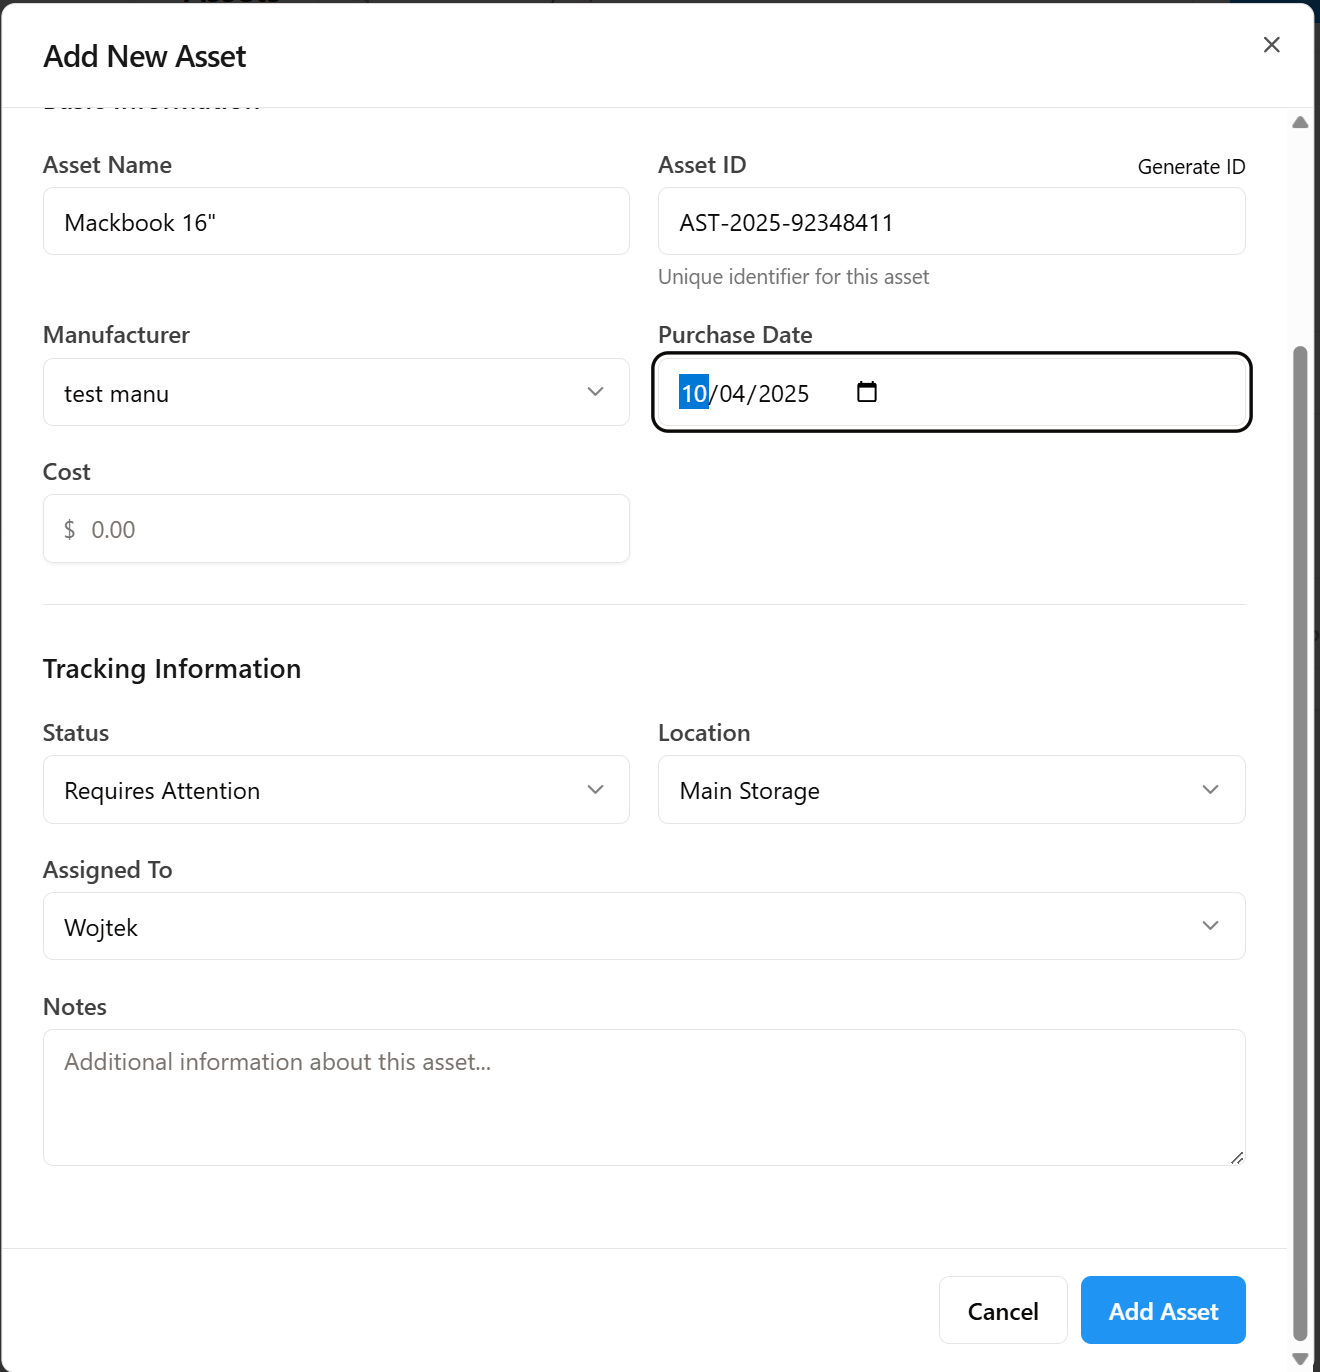 Add New Asset
Asset Name
Asset ID
Generate ID
Mackbook 16"
AST-2025-92348411
Unique identifier for this asset
Manufacturer
Purchase Date
test manu
10/04/2025
Cost
$ 0.00
Tracking Information
Status
Location
Requires Attention
Main Storage
Assigned To
Wojtek
Notes
Additional information about this asset...
Cancel
Add Asset